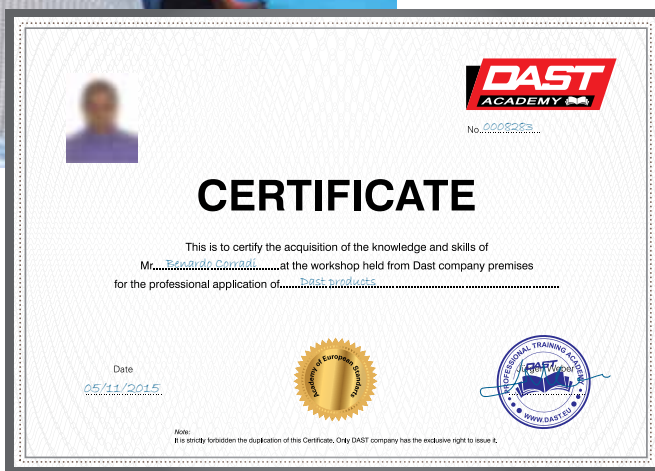 DAST
ACADEMY
No. 0008283
CERTIFICATE
This is to certify the acquisition of the knowledge and skills of
Mr. Benardo Corradi at the workshop held from Dast company premises
for the professional application of Dast products
Academy of European Standarts
Date
05/11/2015
PROFESSIONAL TRAINING ACADEMY
DAST
WWW.DAST.EU
Jurgen Weber
Note:
It is strictly forbidden the duplication of this Certificate. Only DAST company has the exclusive right to issue it.